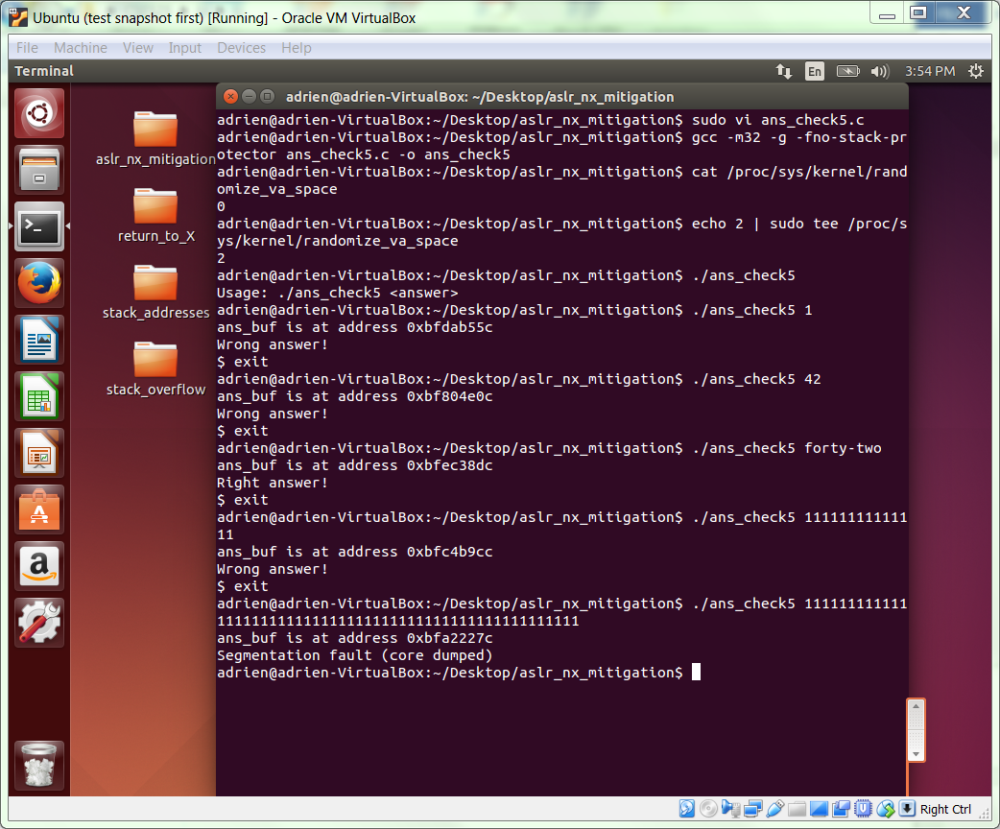 Ubuntu (test snapshot first) [Running] - Oracle VM VirtualBox
File Machine View Input Devices Help
Terminal En 3:54 PM
adrien@adrien-VirtualBox: ~/Desktop/aslr_nx_mitigation
aslr_nx_mitigation
return_to_X
stack_addresses
stack_overflow
adrien@adrien-VirtualBox:~/Desktop/aslr_nx_mitigation$ sudo vi ans_check5.c
adrien@adrien-VirtualBox:~/Desktop/aslr_nx_mitigation$ gcc -m32 -g -fno-stack-pr
otector ans_check5.c -o ans_check5
adrien@adrien-VirtualBox:~/Desktop/aslr_nx_mitigation$ cat /proc/sys/kernel/rand
omize_va_space
0
adrien@adrien-VirtualBox:~/Desktop/aslr_nx_mitigation$ echo 2 | sudo tee /proc/s
ys/kernel/randomize_va_space
2
adrien@adrien-VirtualBox:~/Desktop/aslr_nx_mitigation$ ./ans_check5
Usage: ./ans_check5 <answer>
adrien@adrien-VirtualBox:~/Desktop/aslr_nx_mitigation$ ./ans_check5 1
ans_buf is at address 0xbfdab55c
Wrong answer!
$ exit
adrien@adrien-VirtualBox:~/Desktop/aslr_nx_mitigation$ ./ans_check5 42
ans_buf is at address 0xbf804e0c
Wrong answer!
$ exit
adrien@adrien-VirtualBox:~/Desktop/aslr_nx_mitigation$ ./ans_check5 forty-two
ans_buf is at address 0xbfec38dc
Right answer!
$ exit
adrien@adrien-VirtualBox:~/Desktop/aslr_nx_mitigation$ ./ans_check5 111111111111
11
ans_buf is at address 0xbfc4b9cc
Wrong answer!
$ exit
adrien@adrien-VirtualBox:~/Desktop/aslr_nx_mitigation$ ./ans_check5 111111111111
111111111111111111111111111111111111111111
ans_buf is at address 0xbfa2227c
Segmentation fault (core dumped)
adrien@adrien-VirtualBox:~/Desktop/aslr_nx_mitigation$
a
Right Ctrl